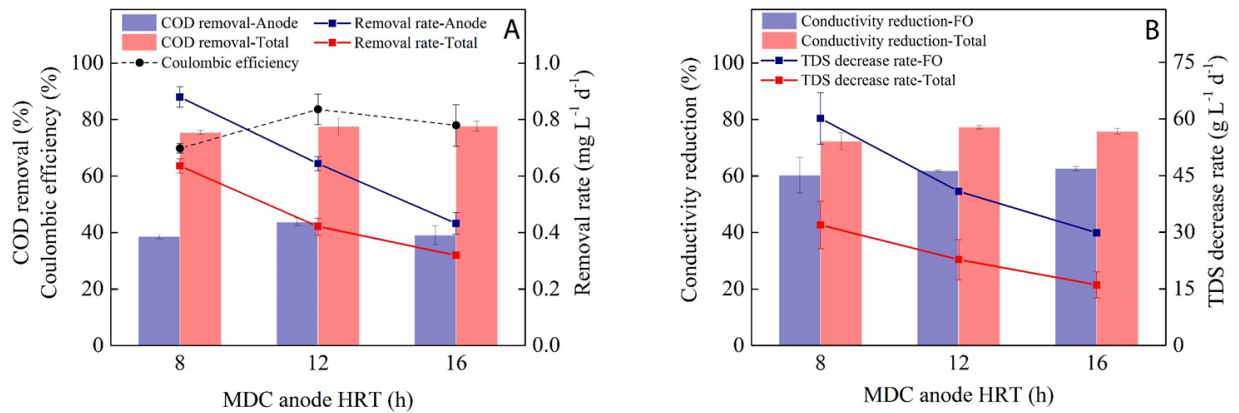 COD removal-Anode
Removal rate-Anode
A
COD removal-Total
Removal rate-Total
Coulombic efficiency
100
80
60
40
20
0
COD removal (%)
Coulombic efficiency (%)
1.0
0.8
0.6
0.4
0.2
0.0
Removal rate (mg L⁻¹ d⁻¹)
8
12
16
MDC anode HRT (h)
Conductivity reduction-FO
B
Conductivity reduction-Total
TDS decrease rate-FO
TDS decrease rate-Total
100
80
60
40
20
0
Conductivity reduction (%)
75
60
45
30
15
0
TDS decrease rate (g L⁻¹ d⁻¹)
8
12
16
MDC anode HRT (h)